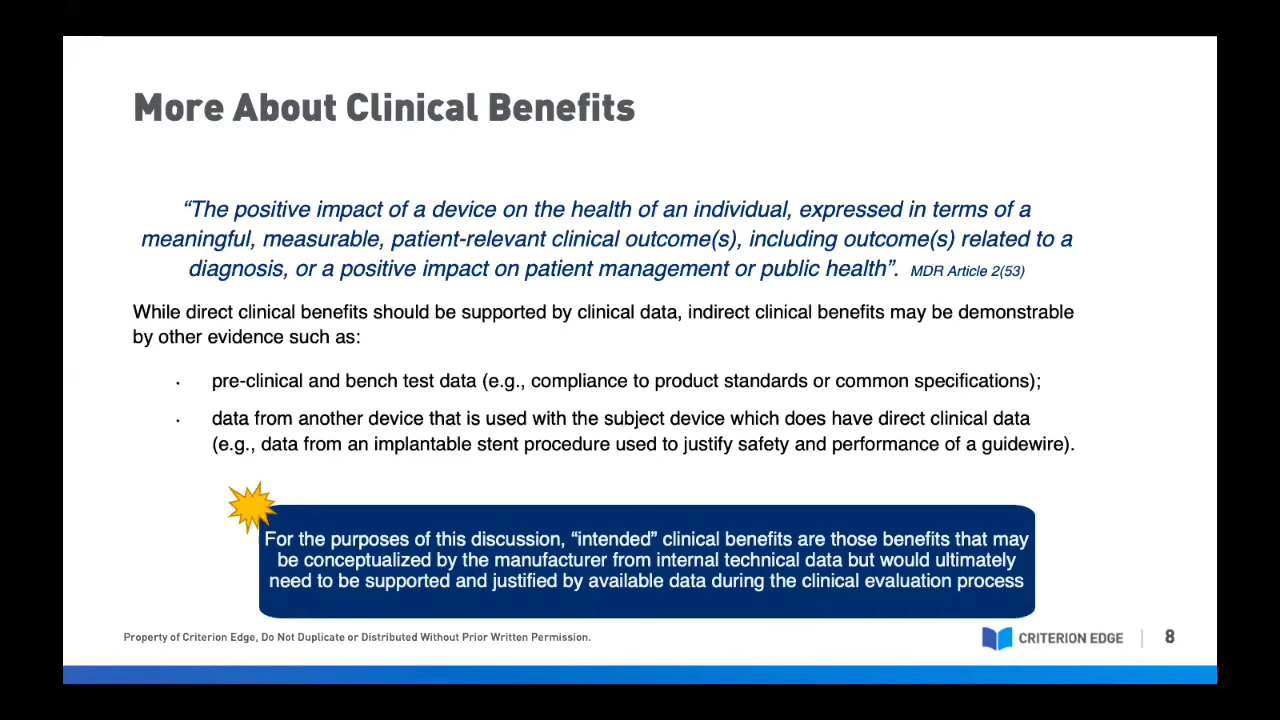 More About Clinical Benefits
“The positive impact of a device on the health of an individual, expressed in terms of a
meaningful, measurable, patient-relevant clinical outcome(s), including outcome(s) related to a
diagnosis, or a positive impact on patient management or public health”. MDR Article 2(53)
While direct clinical benefits should be supported by clinical data, indirect clinical benefits may be demonstrable
by other evidence such as:
· pre-clinical and bench test data (e.g., compliance to product standards or common specifications);
· data from another device that is used with the subject device which does have direct clinical data
(e.g., data from an implantable stent procedure used to justify safety and performance of a guidewire).
For the purposes of this discussion, “intended” clinical benefits are those benefits that may
be conceptualized by the manufacturer from internal technical data but would ultimately
need to be supported and justified by available data during the clinical evaluation process
Property of Criterion Edge, Do Not Duplicate or Distributed Without Prior Written Permission.
CRITERION EDGE | 8